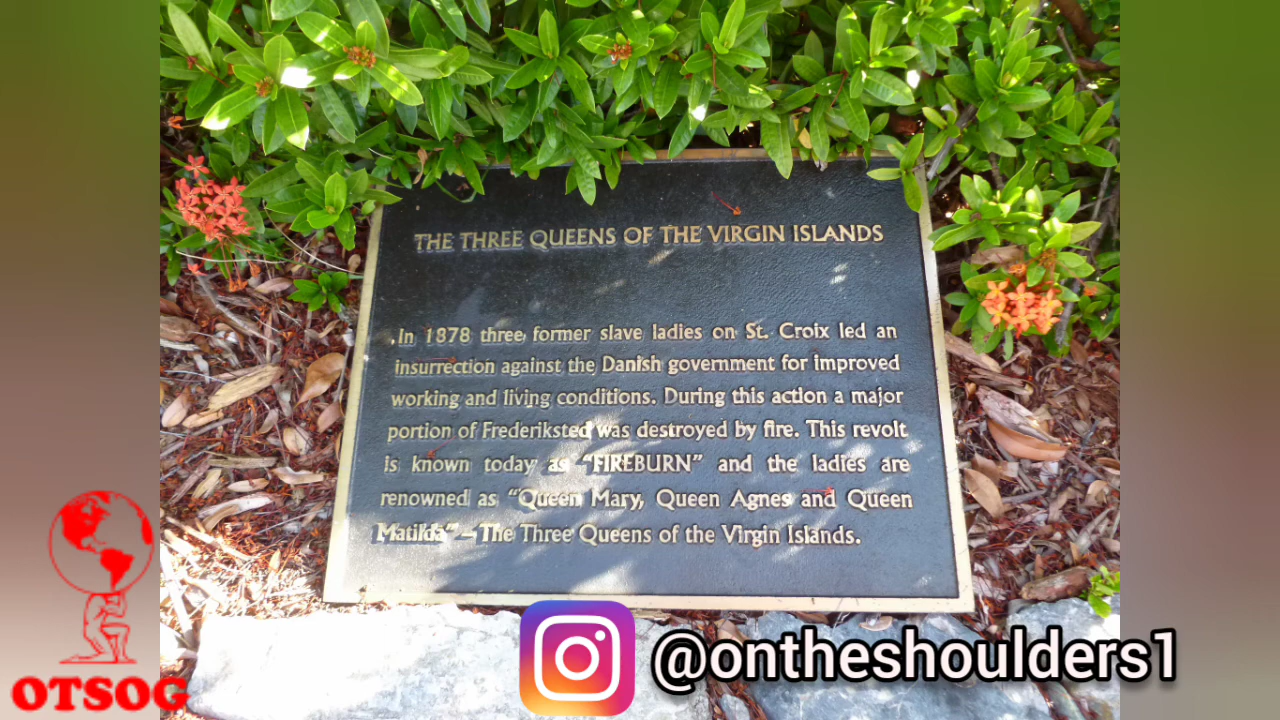 THE THREE QUEENS OF THE VIRGIN ISLANDS
In 1878 three former slave ladies on St. Croix led an
insurrection against the Danish government for improved
working and living conditions. During this action a major
portion of Frederiksted was destroyed by fire. This revolt
is known today as "FIREBURN" and the ladies are
renowned as "Queen Mary, Queen Agnes and Queen
Matilda" – The Three Queens of the Virgin Islands.
OTSOG
@ontheshoulders1